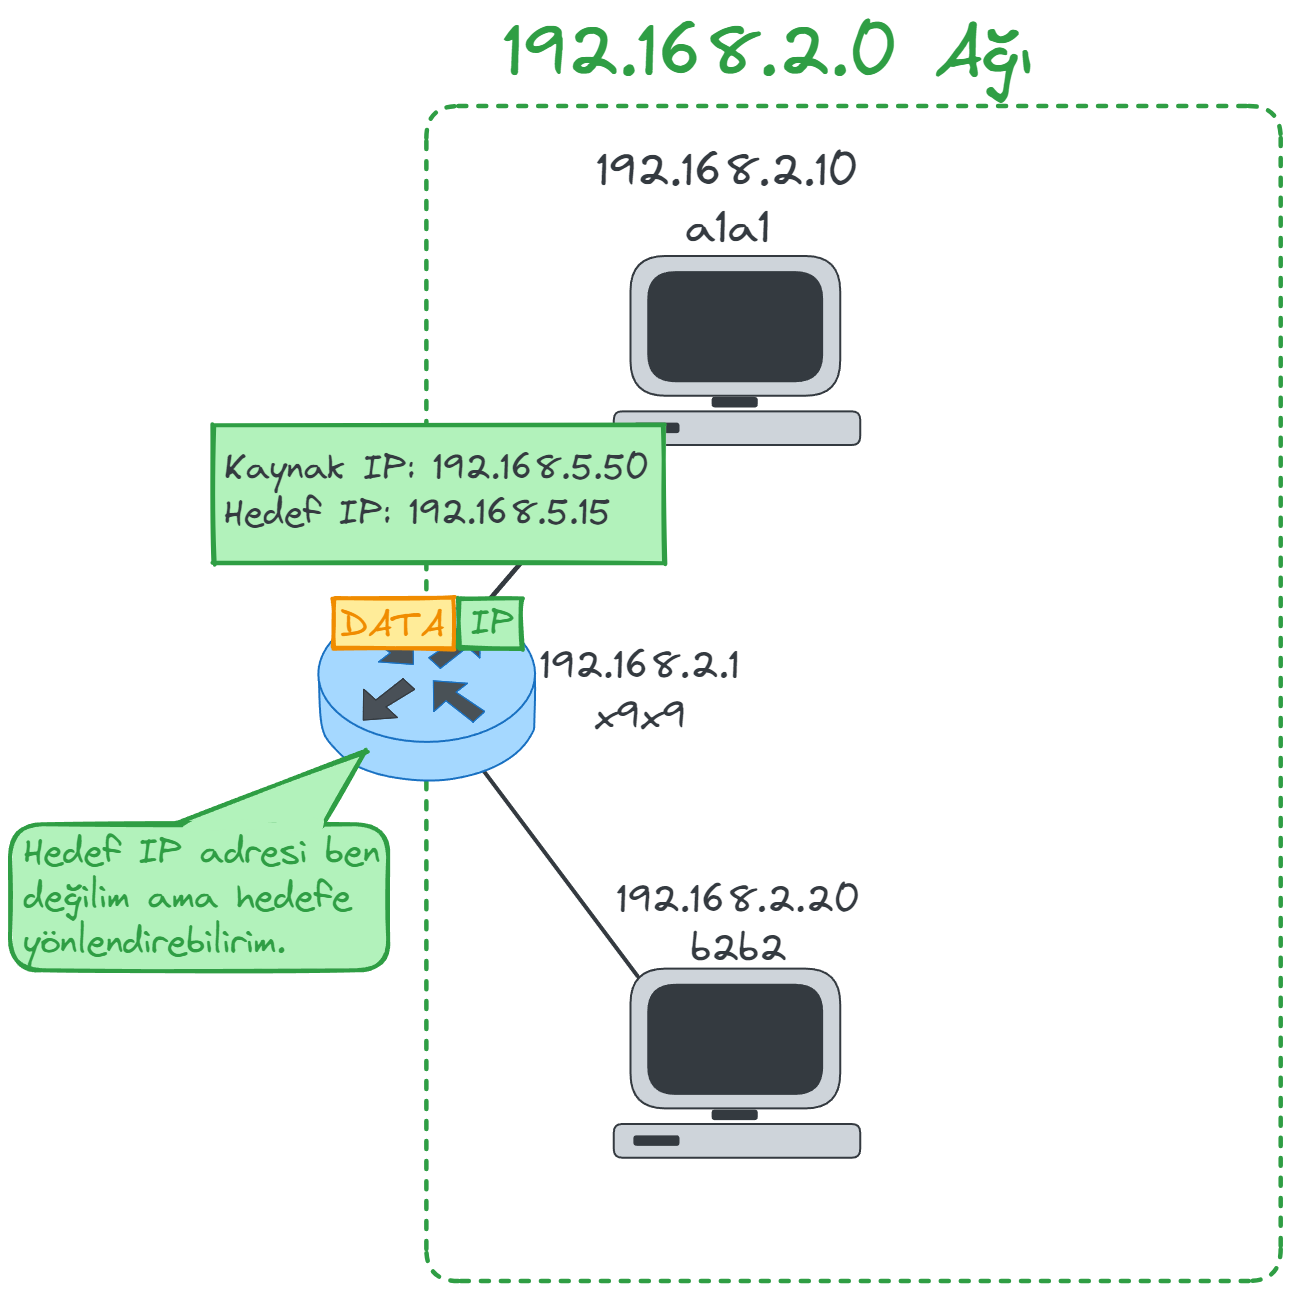 192.168.2.0 Ağı
192.168.2.10
a1a1
Kaynak IP: 192.168.5.50
Hedef IP: 192.168.5.15
DATA IP
192.168.2.1
x9x9
Hedef IP adresi ben
değilim ama hedefe
yönlendirebilirim.
192.168.2.20
b2b2